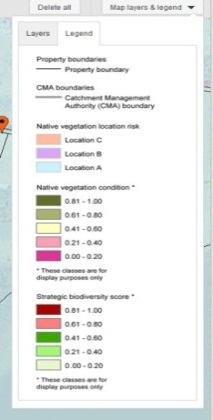 Delete all
Map layers & legend
Layers
Legend
Property boundaries
Property boundary
CMA boundaries
Catchment Management
Authority (CMA) boundary
Native vegetation location risk
Location C
Location B
Location A
Native vegetation condition *
0.81 - 1.00
0.61 - 0.80
0.41 - 0.60
0.21 - 0.40
0.00 - 0.20
* These classes are for
display purposes only
Strategic biodiversity score *
0.81 - 1.00
0.61 - 0.80
0.41 - 0.60
0.21 - 0.40
0.00 - 0.20
* These classes are for
display purposes only